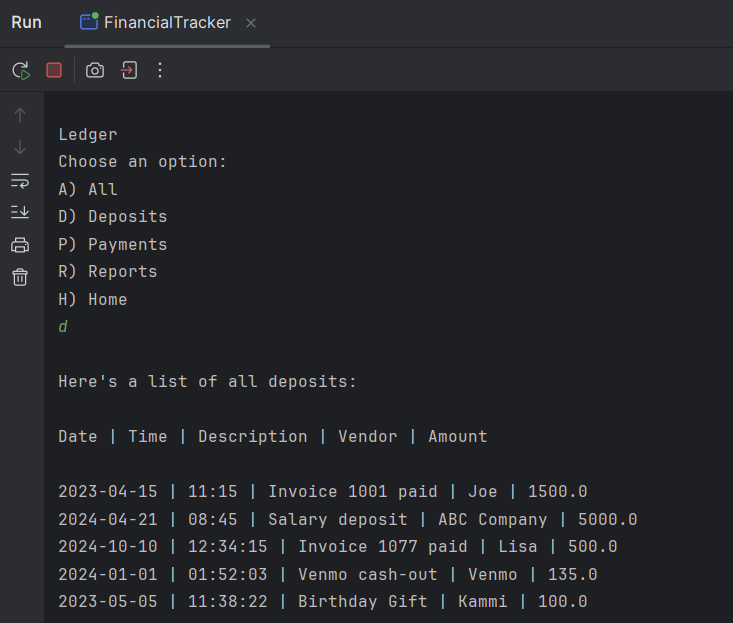 Run FinancialTracker
Ledger
Choose an option:
A) All
D) Deposits
P) Payments
R) Reports
H) Home
d
Here's a list of all deposits:
Date | Time | Description | Vendor | Amount
2023-04-15 | 11:15 | Invoice 1001 paid | Joe | 1500.0
2024-04-21 | 08:45 | Salary deposit | ABC Company | 5000.0
2024-10-10 | 12:34:15 | Invoice 1077 paid | Lisa | 500.0
2024-01-01 | 01:52:03 | Venmo cash-out | Venmo | 135.0
2023-05-05 | 11:38:22 | Birthday Gift | Kammi | 100.0